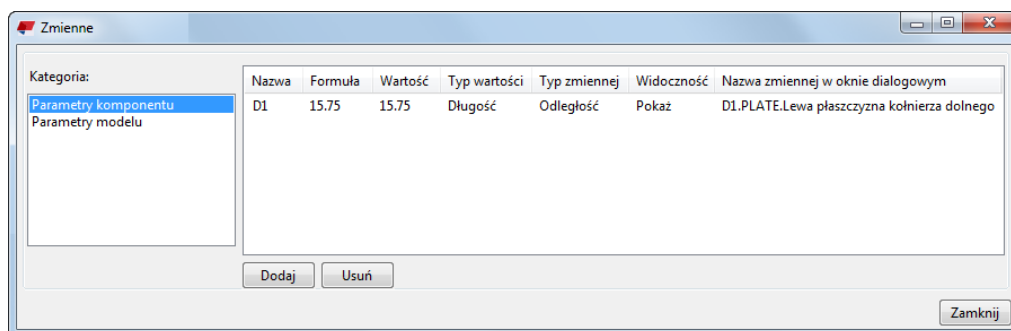 Zmienne
Kategoria:
Parametry komponentu
Parametry modelu
Nazwa Formuła Wartość Typ wartości Typ zmiennej Widoczność Nazwa zmiennej w oknie dialogowym
D1 15.75 15.75 Długość Odległość Pokaż D1.PLATE.Lewa płaszczyzna kołnierza dolnego
Dodaj Usuń
Zamknij